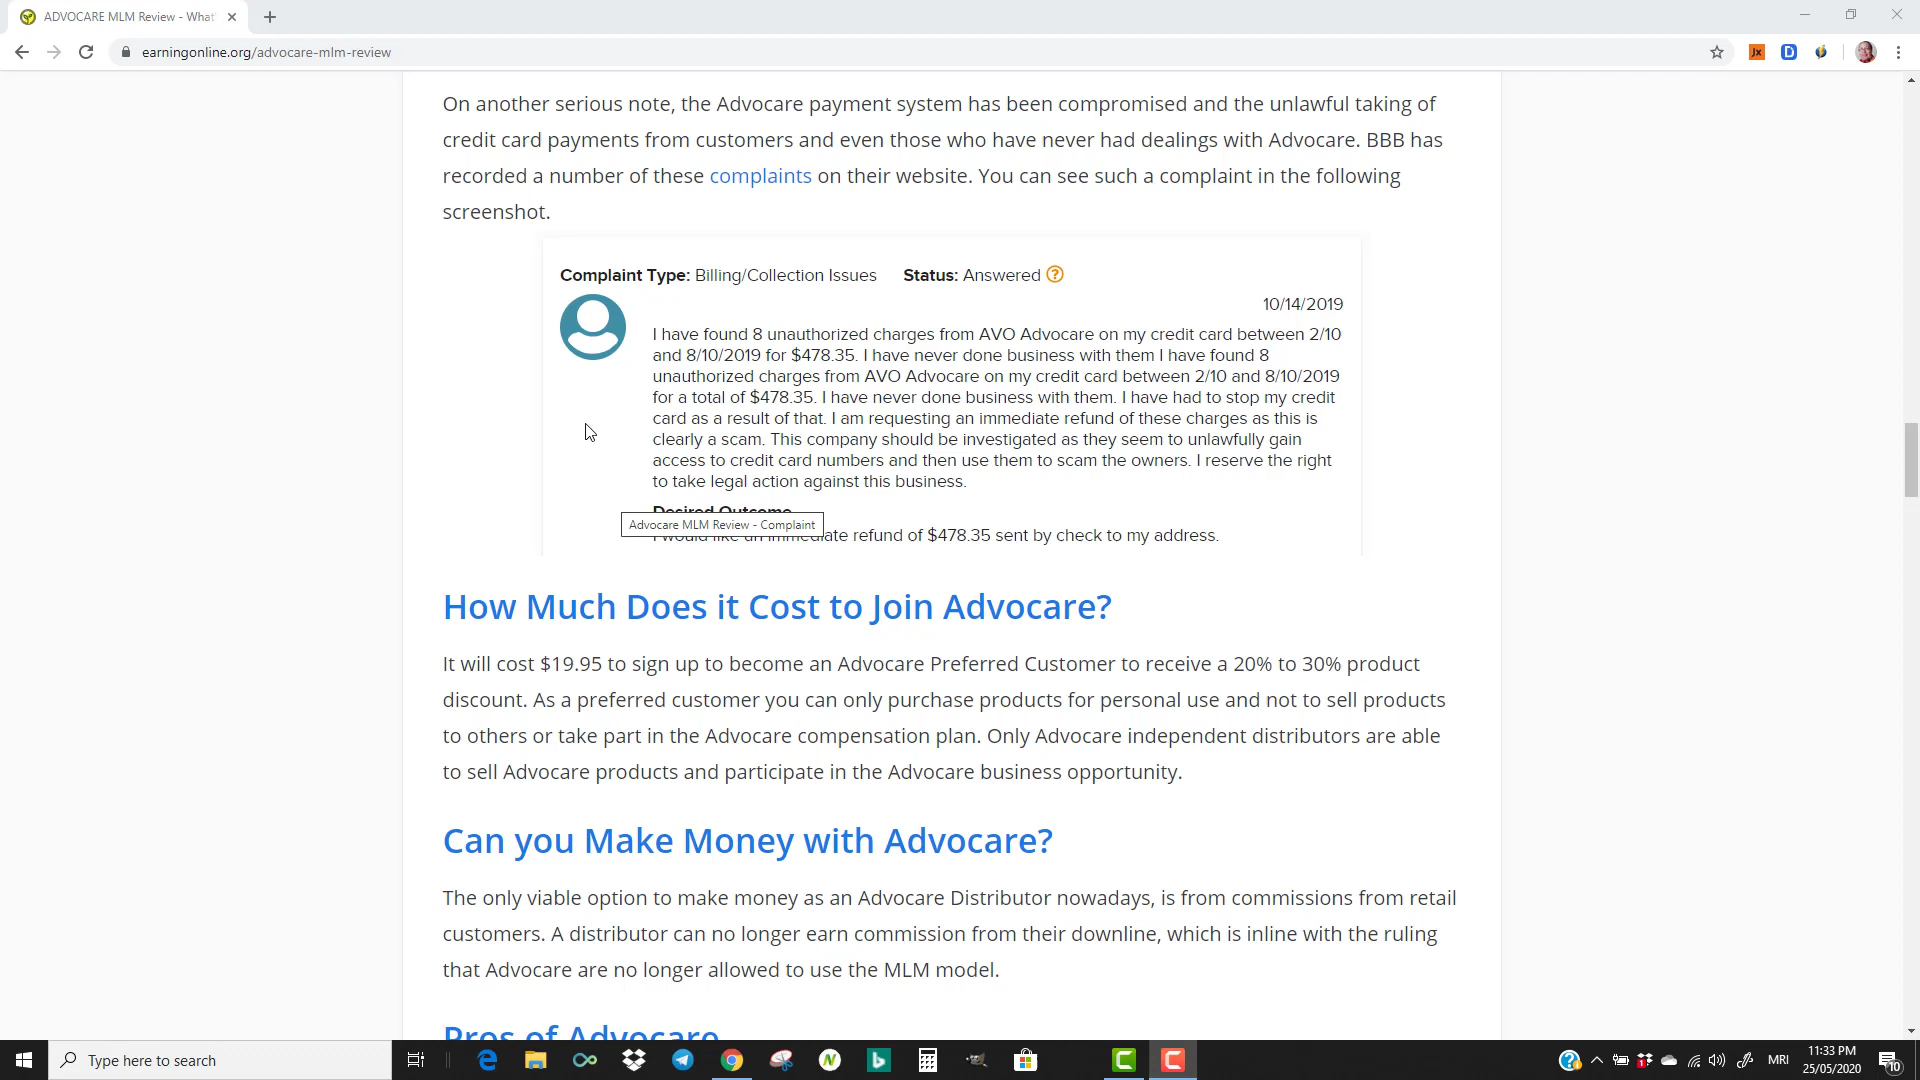 ADVOCARE MLM Review - What'
earningonline.org/advocare-mlm-review
Jx
D
On another serious note, the Advocare payment system has been compromised and the unlawful taking of
credit card payments from customers and even those who have never had dealings with Advocare. BBB has
recorded a number of these complaints on their website. You can see such a complaint in the following
screenshot.
Complaint Type: Billing/Collection Issues Status: Answered ?
10/14/2019
I have found 8 unauthorized charges from AVO Advocare on my credit card between 2/10
and 8/10/2019 for $478.35. I have never done business with them I have found 8
unauthorized charges from AVO Advocare on my credit card between 2/10 and 8/10/2019
for a total of $478.35. I have never done business with them. I have had to stop my credit
card as a result of that. I am requesting an immediate refund of these charges as this is
clearly a scam. This company should be investigated as they seem to unlawfully gain
access to credit card numbers and then use them to scam the owners. I reserve the right
to take legal action against this business.
Desired Outcome
Advocare MLM Review - Complaint
I would like an immediate refund of $478.35 sent by check to my address.
How Much Does it Cost to Join Advocare?
It will cost $19.95 to sign up to become an Advocare Preferred Customer to receive a 20% to 30% product
discount. As a preferred customer you can only purchase products for personal use and not to sell products
to others or take part in the Advocare compensation plan. Only Advocare independent distributors are able
to sell Advocare products and participate in the Advocare business opportunity.
Can you Make Money with Advocare?
The only viable option to make money as an Advocare Distributor nowadays, is from commissions from retail
customers. A distributor can no longer earn commission from their downline, which is inline with the ruling
that Advocare are no longer allowed to use the MLM model.
Pros of Advocare
Type here to search
MRI
11:33 PM
25/05/2020
10